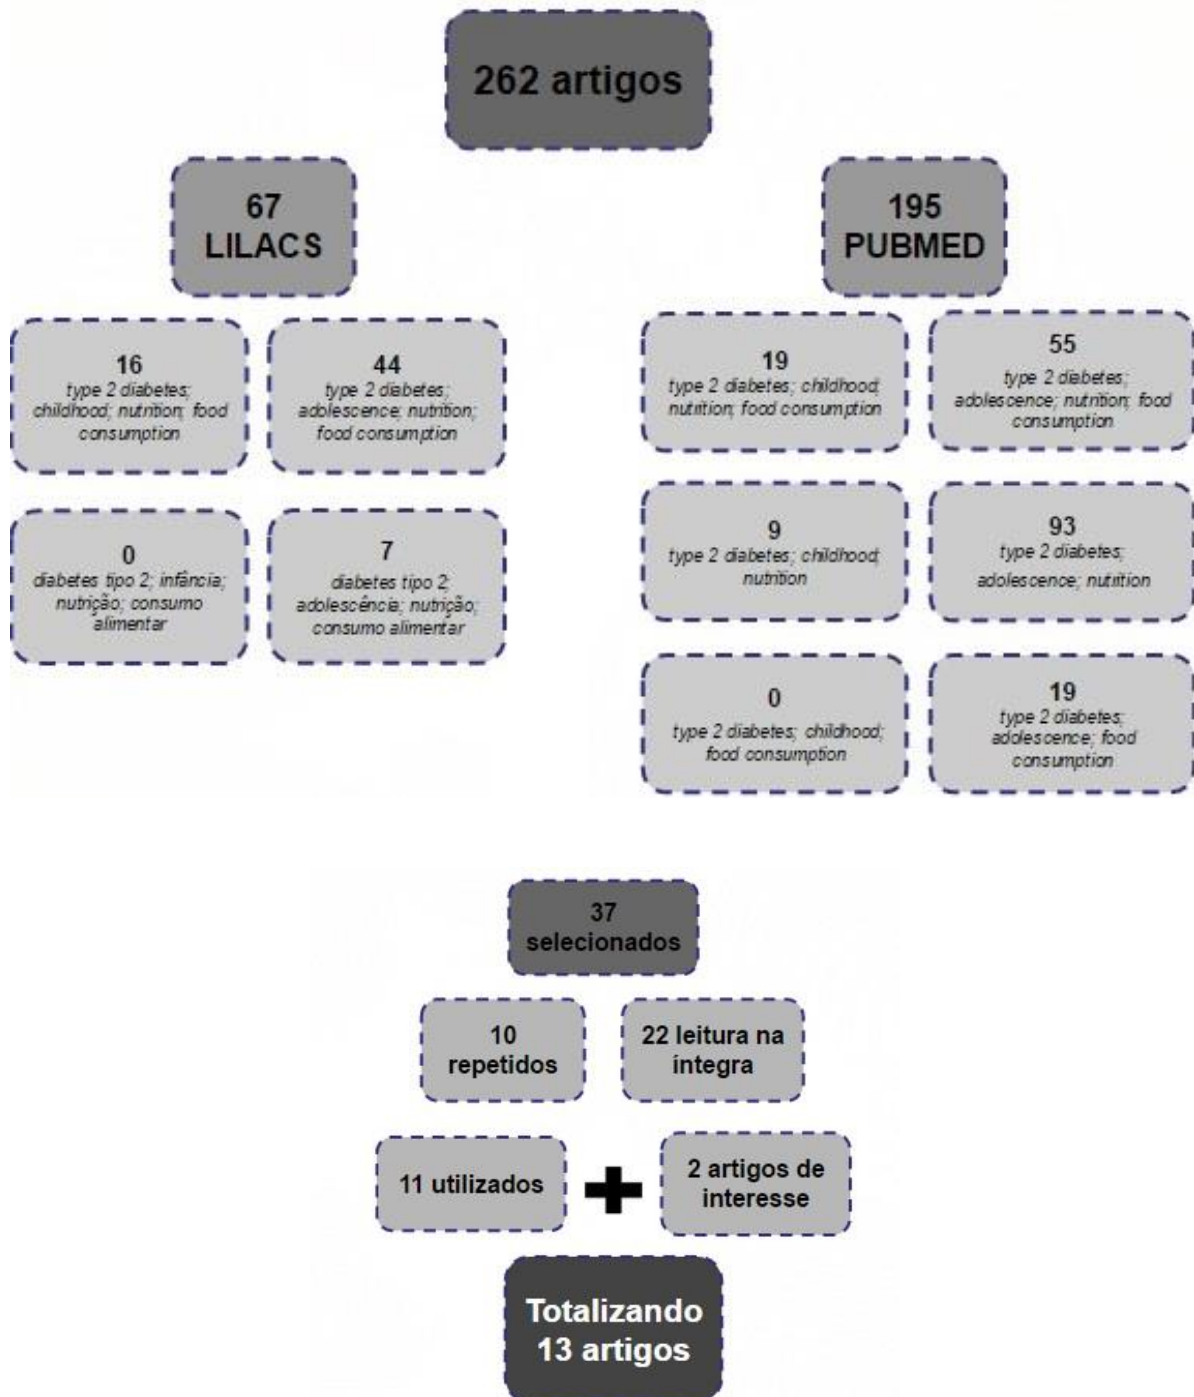 262 artigos
67
LILACS
195
PUBMED
16
type 2 diabetes;
childhood; nutrition; food
consumption
44
type 2 diabetes;
adolescence; nutrition;
food consumption
19
type 2 diabetes; childhood;
nutrition; food consumption
55
type 2 diabetes;
adolescence; nutrition; food
consumption
0
diabetes tipo 2; infância;
nutrição; consumo
alimentar
7
diabetes tipo 2;
adolescência; nutrição;
consumo alimentar
9
type 2 diabetes; childhood;
nutrition
93
type 2 diabetes;
adolescence; nutrition
0
type 2 diabetes; childhood;
food consumption
19
type 2 diabetes;
adolescence; food
consumption
37
selecionados
10
repetidos
22 leitura na
íntegra
11 utilizados
2 artigos de
interesse
Totalizando
13 artigos